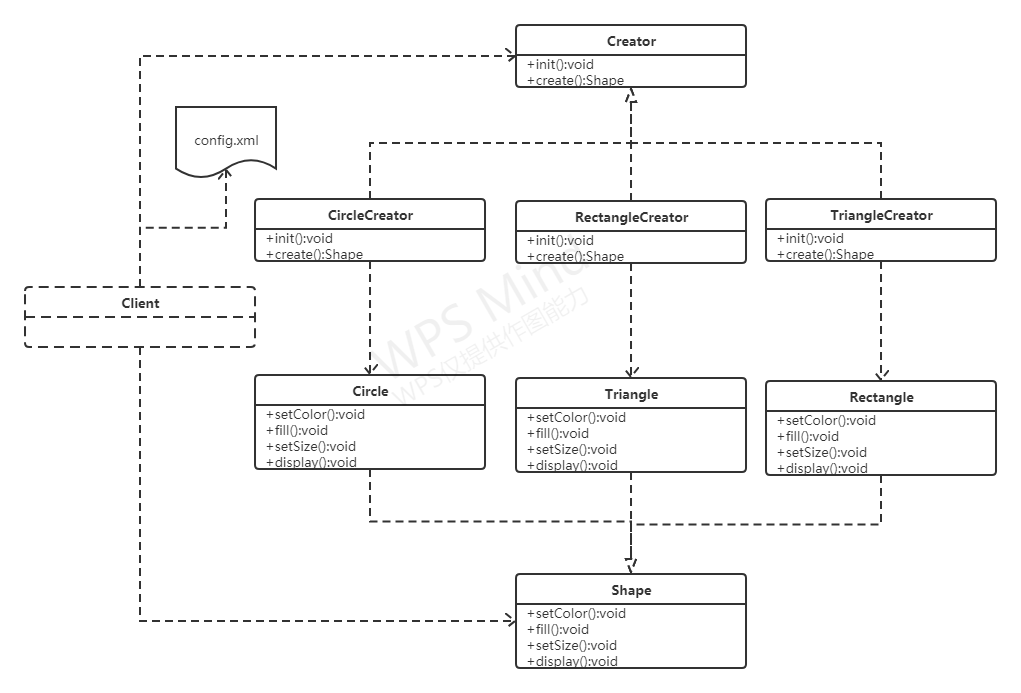 Creator
+init():void
+create():Shape
config.xml
CircleCreator
+init():void
+create():Shape
RectangleCreator
+init():void
+create():Shape
TriangleCreator
+init():void
+create():Shape
Client
WPS Mind
WPS仅提供作图能力
Circle
+setColor():void
+fill():void
+setSize():void
+display():void
Triangle
+setColor():void
+fill():void
+setSize():void
+display():void
Rectangle
+setColor():void
+fill():void
+setSize():void
+display():void
Shape
+setColor():void
+fill():void
+setSize():void
+display():void